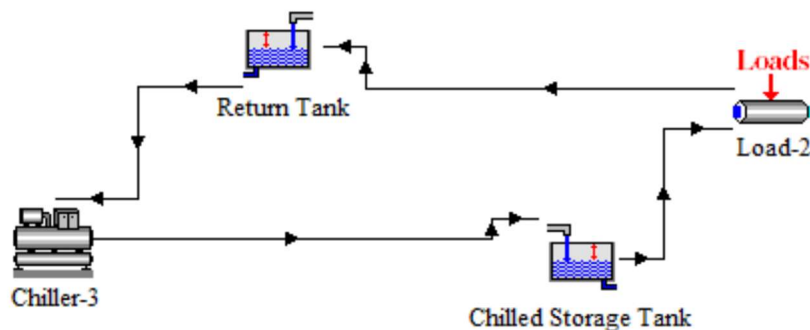 Loads
Return Tank
Load-2
Chiller-3
Chilled Storage Tank